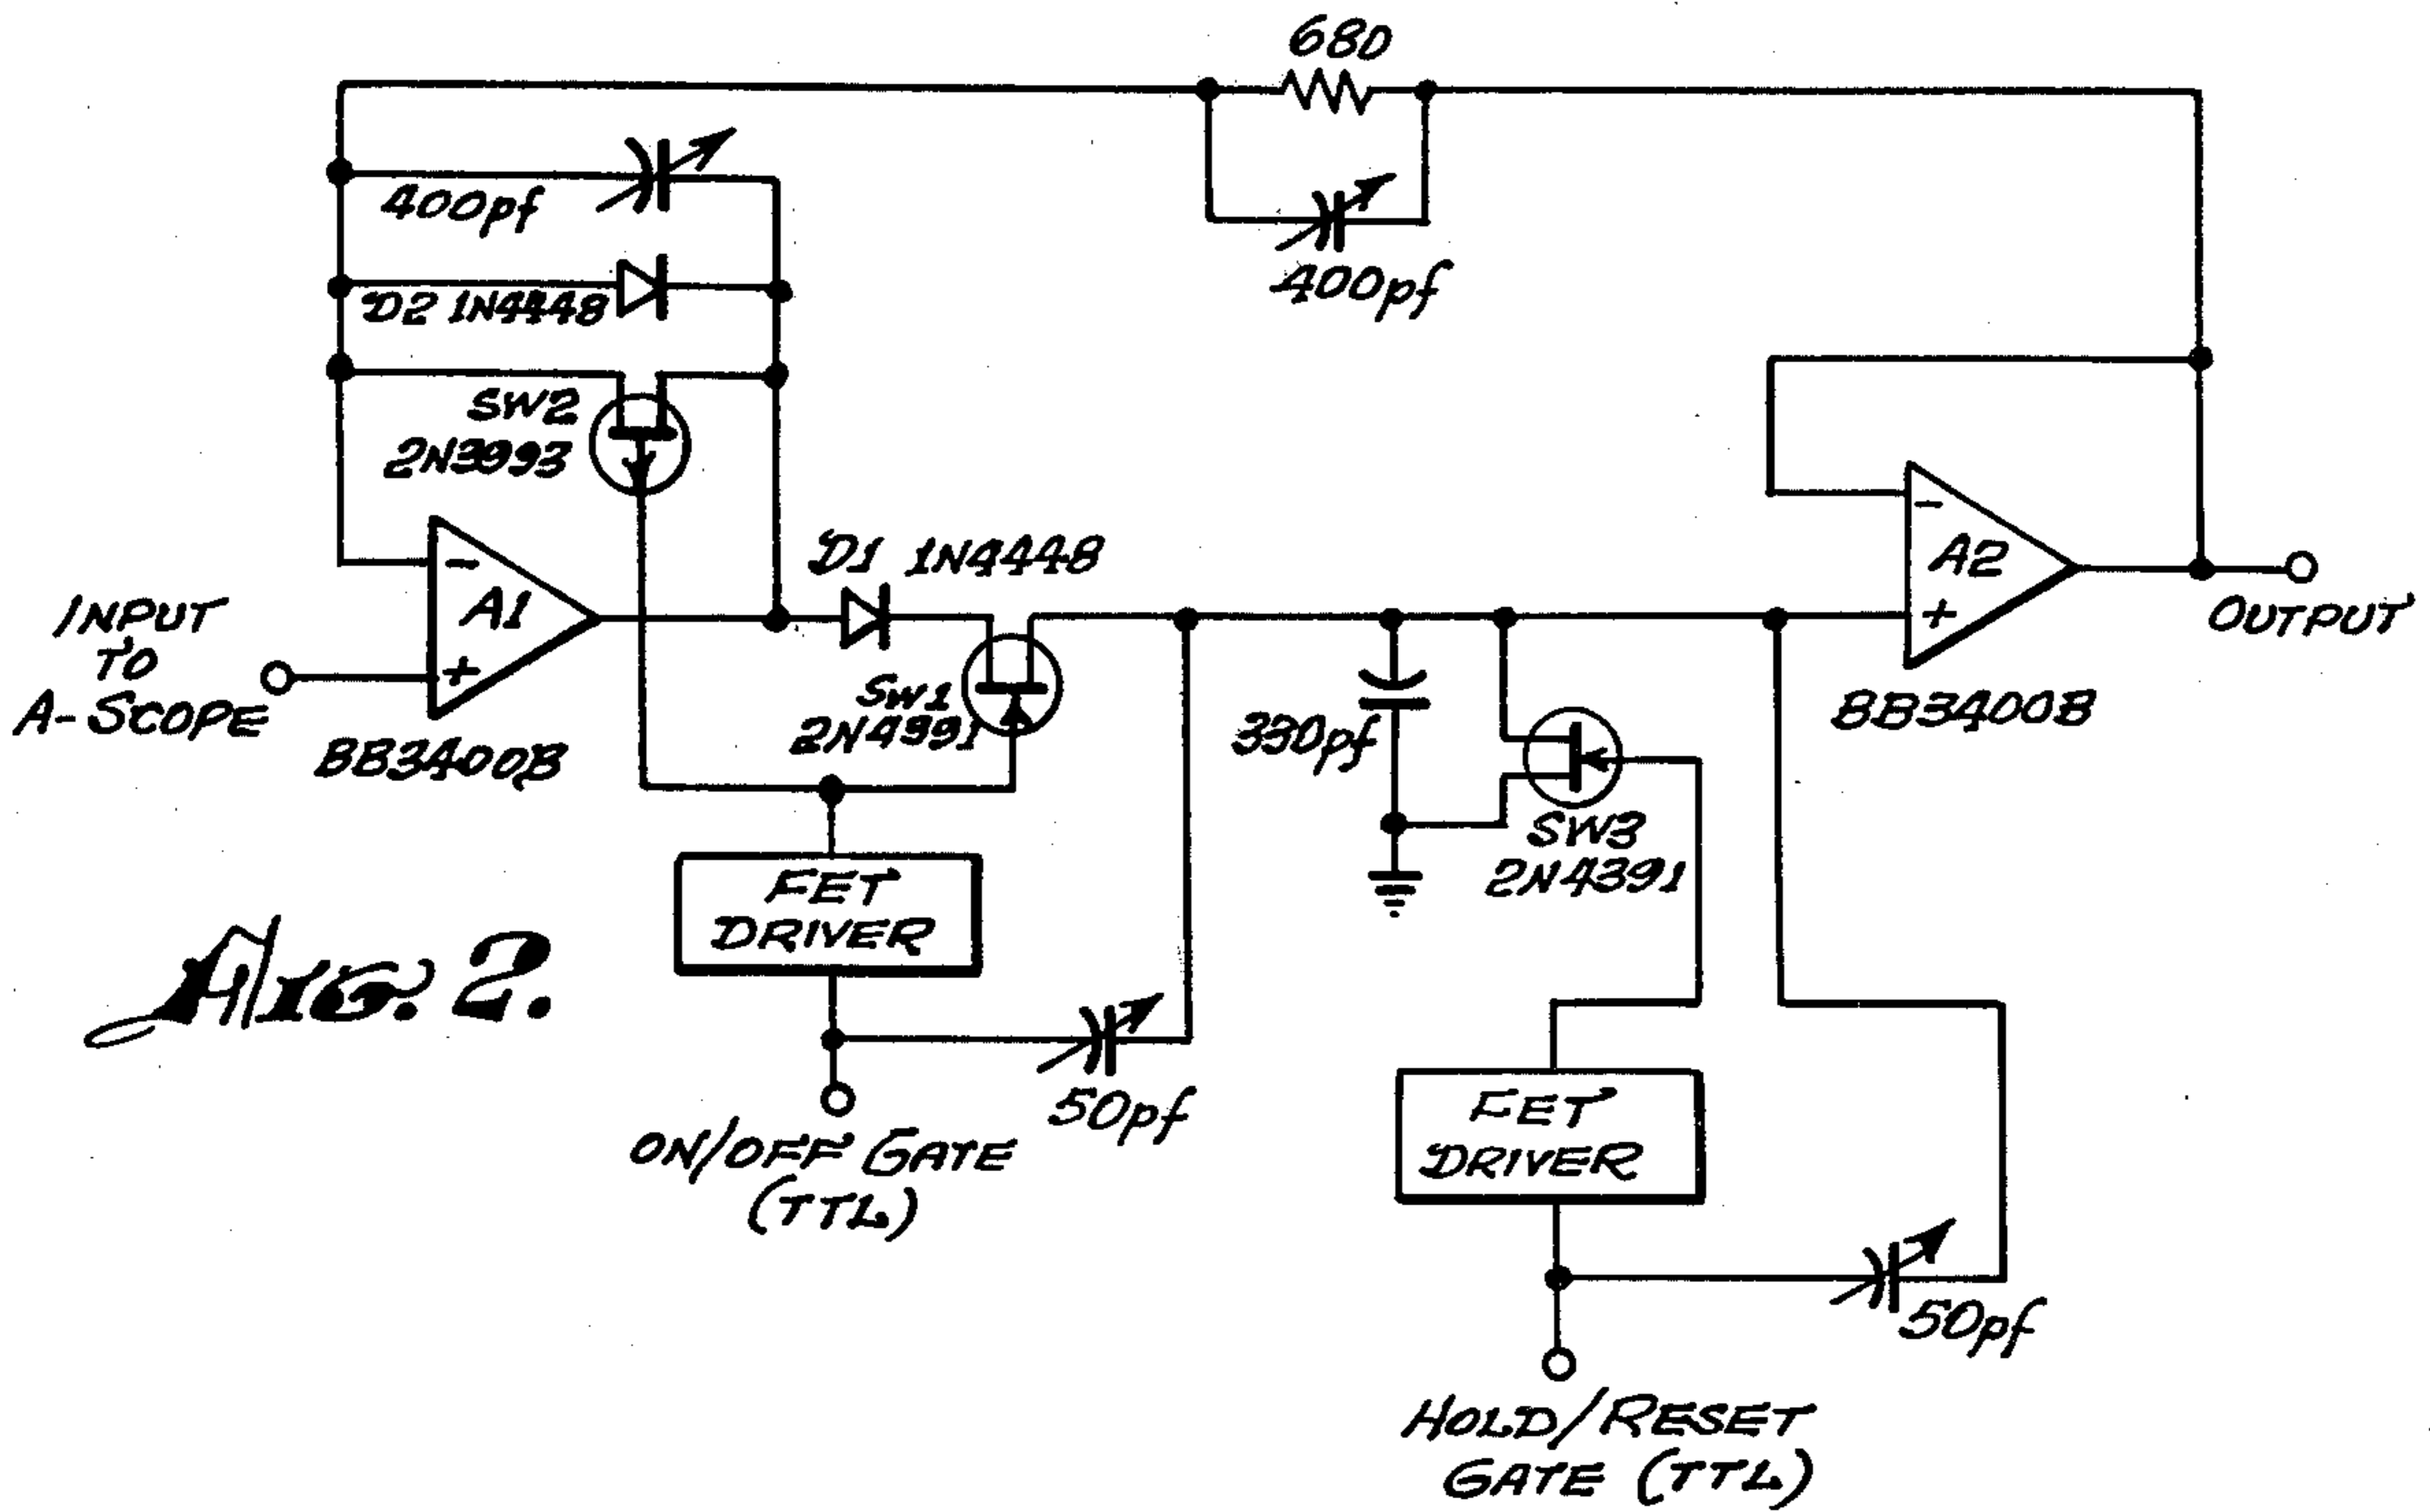 680
400pf
400pf
D2 1N4448
SW2
2N3993
D1 1N4448
A1
-
+
INPUT
TO
A-SCOPE
BB3400B
SW1
2N4391
A2
-
+
OUTPUT
BB3400B
330pf
SW3
2N4391
FET
DRIVER
FIG. 2.
50pf
ON/OFF GATE
(TTL)
FET
DRIVER
50pf
HOLD/RESET
GATE (TTL)